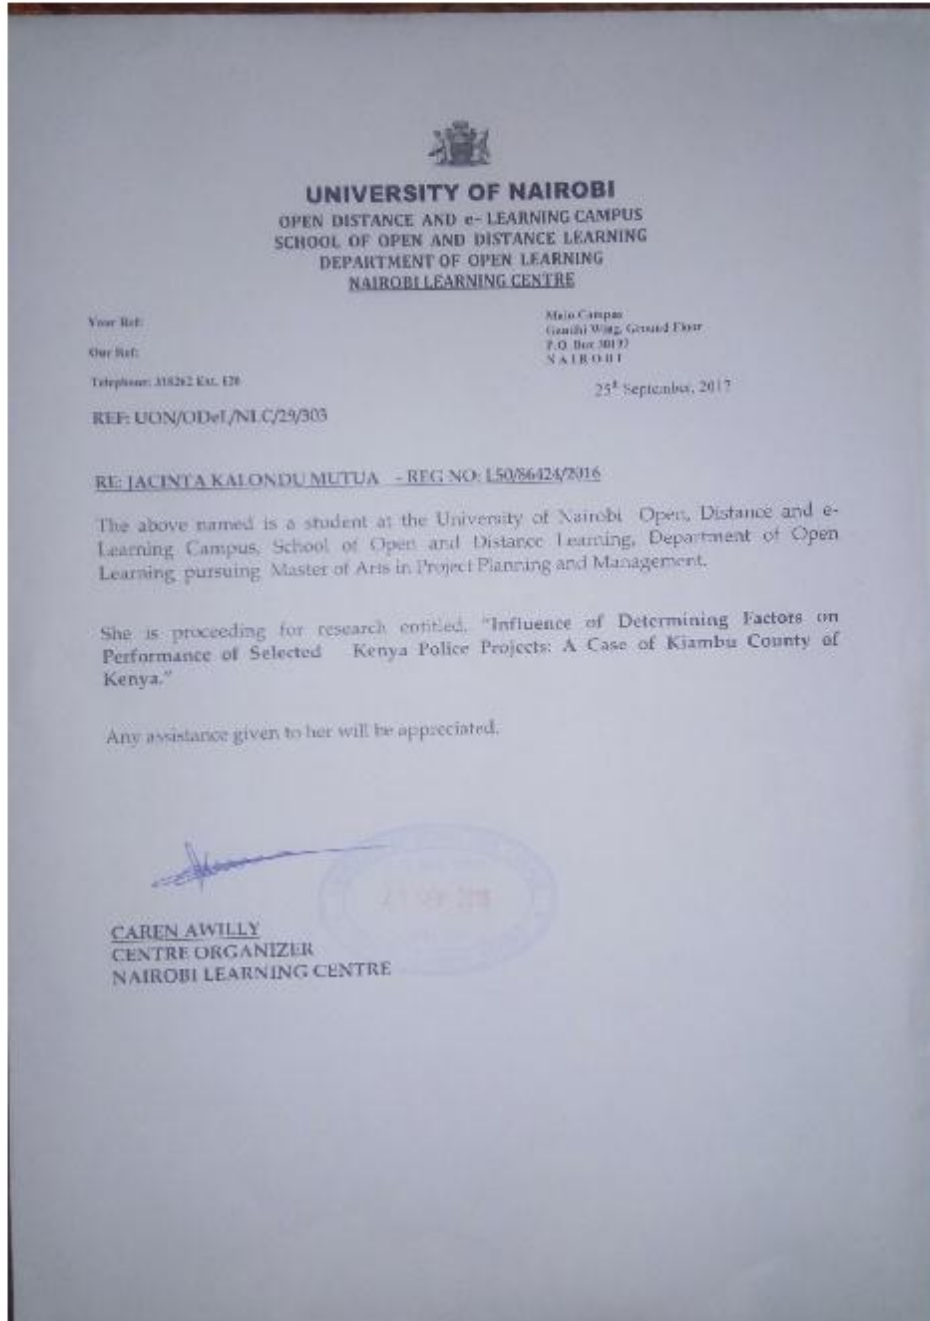 UNIVERSITY OF NAIROBI
OPEN DISTANCE AND e- LEARNING CAMPUS
SCHOOL OF OPEN AND DISTANCE LEARNING
DEPARTMENT OF OPEN LEARNING
NAIROBI LEARNING CENTRE
Your Ref:
Our Ref:
Telephone: 318262 Ext. 120
Main Campus
Gandhi Wing, Ground Floor
P.O. Box 30197
NAIROBI
25th September, 2017
REF: UON/ODeL/NLC/29/303
RE: JACINTA KALONDU MUTUA - REG NO: L50/86424/2016
The above named is a student at the University of Nairobi Open, Distance and e-
Learning Campus, School of Open and Distance Learning, Department of Open
Learning pursuing Master of Arts in Project Planning and Management.
She is proceeding for research entitled, "Influence of Determining Factors on
Performance of Selected Kenya Police Projects: A Case of Kiambu County of
Kenya."
Any assistance given to her will be appreciated.
CAREN AWILLY
CENTRE ORGANIZER
NAIROBI LEARNING CENTRE